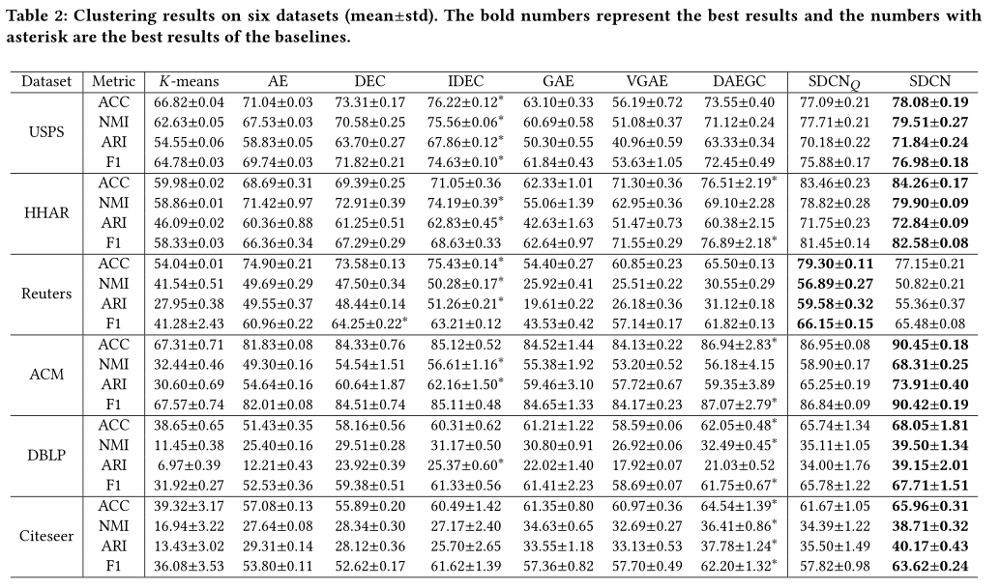 Table 2: Clustering results on six datasets (mean±std). The bold numbers represent the best results and the numbers with
asterisk are the best results of the baselines.
Dataset Metric K-means AE DEC IDEC GAE VGAE DAEGC SDCN_Q SDCN
USPS
ACC 66.82±0.04 71.04±0.03 73.31±0.17 76.22±0.12* 63.10±0.33 56.19±0.72 73.55±0.40 77.09±0.21 78.08±0.19
NMI 62.63±0.05 67.53±0.03 70.58±0.25 75.56±0.06* 60.69±0.58 51.08±0.37 71.12±0.24 77.71±0.21 79.51±0.27
ARI 54.55±0.06 58.83±0.05 63.70±0.27 67.86±0.12* 50.30±0.55 40.96±0.59 63.33±0.34 70.18±0.22 71.84±0.24
F1 64.78±0.03 69.74±0.03 71.82±0.21 74.63±0.10* 61.84±0.43 53.63±1.05 72.45±0.49 75.88±0.17 76.98±0.18
HHAR
ACC 59.98±0.02 68.69±0.31 69.39±0.25 71.05±0.36 62.33±1.01 71.30±0.36 76.51±2.19* 83.46±0.23 84.26±0.17
NMI 58.86±0.01 71.42±0.97 72.91±0.39 74.19±0.39* 55.06±1.39 62.95±0.36 69.10±2.28 78.82±0.28 79.90±0.09
ARI 46.09±0.02 60.36±0.88 61.25±0.51 62.83±0.45* 42.63±1.63 51.47±0.73 60.38±2.15 71.75±0.23 72.84±0.09
F1 58.33±0.03 66.36±0.34 67.29±0.29 68.63±0.33 62.64±0.97 71.55±0.29 76.89±2.18* 81.45±0.14 82.58±0.08
Reuters
ACC 54.04±0.01 74.90±0.21 73.58±0.13 75.43±0.14* 54.40±0.27 60.85±0.23 65.50±0.13 79.30±0.11 77.15±0.21
NMI 41.54±0.51 49.69±0.29 47.50±0.34 50.28±0.17* 25.92±0.41 25.51±0.22 30.55±0.29 56.89±0.27 50.82±0.21
ARI 27.95±0.38 49.55±0.37 48.44±0.14 51.26±0.21* 19.61±0.22 26.18±0.36 31.12±0.18 59.58±0.32 55.36±0.37
F1 41.28±2.43 60.96±0.22 64.25±0.22* 63.21±0.12 43.53±0.42 57.14±0.17 61.82±0.13 66.15±0.15 65.48±0.08
ACM
ACC 67.31±0.71 81.83±0.08 84.33±0.76 85.12±0.52 84.52±1.44 84.13±0.22 86.94±2.83* 86.95±0.08 90.45±0.18
NMI 32.44±0.46 49.30±0.16 54.54±1.51 56.61±1.16* 55.38±1.92 53.20±0.52 56.18±4.15 58.90±0.17 68.31±0.25
ARI 30.60±0.69 54.64±0.16 60.64±1.87 62.16±1.50* 59.46±3.10 57.72±0.67 59.35±3.89 65.25±0.19 73.91±0.40
F1 67.57±0.74 82.01±0.08 84.51±0.74 85.11±0.48 84.65±1.33 84.17±0.23 87.07±2.79* 86.84±0.09 90.42±0.19
DBLP
ACC 38.65±0.65 51.43±0.35 58.16±0.56 60.31±0.62 61.21±1.22 58.59±0.06 62.05±0.48* 65.74±1.34 68.05±1.81
NMI 11.45±0.38 25.40±0.16 29.51±0.28 31.17±0.50 30.80±0.91 26.92±0.06 32.49±0.45* 35.11±1.05 39.50±1.34
ARI 6.97±0.39 12.21±0.43 23.92±0.39 25.37±0.60* 22.02±1.40 17.92±0.07 21.03±0.52 34.00±1.76 39.15±2.01
F1 31.92±0.27 52.53±0.36 59.38±0.51 61.33±0.56 61.41±2.23 58.69±0.07 61.75±0.67* 65.78±1.22 67.71±1.51
Citeseer
ACC 39.32±3.17 57.08±0.13 55.89±0.20 60.49±1.42 61.35±0.80 60.97±0.36 64.54±1.39* 61.67±1.05 65.96±0.31
NMI 16.94±3.22 27.64±0.08 28.34±0.30 27.17±2.40 34.63±0.65 32.69±0.27 36.41±0.86* 34.39±1.22 38.71±0.32
ARI 13.43±3.02 29.31±0.14 28.12±0.36 25.70±2.65 33.55±1.18 33.13±0.53 37.78±1.24* 35.50±1.49 40.17±0.43
F1 36.08±3.53 53.80±0.11 52.62±0.17 61.62±1.39 57.36±0.82 57.70±0.49 62.20±1.32* 57.82±0.98 63.62±0.24